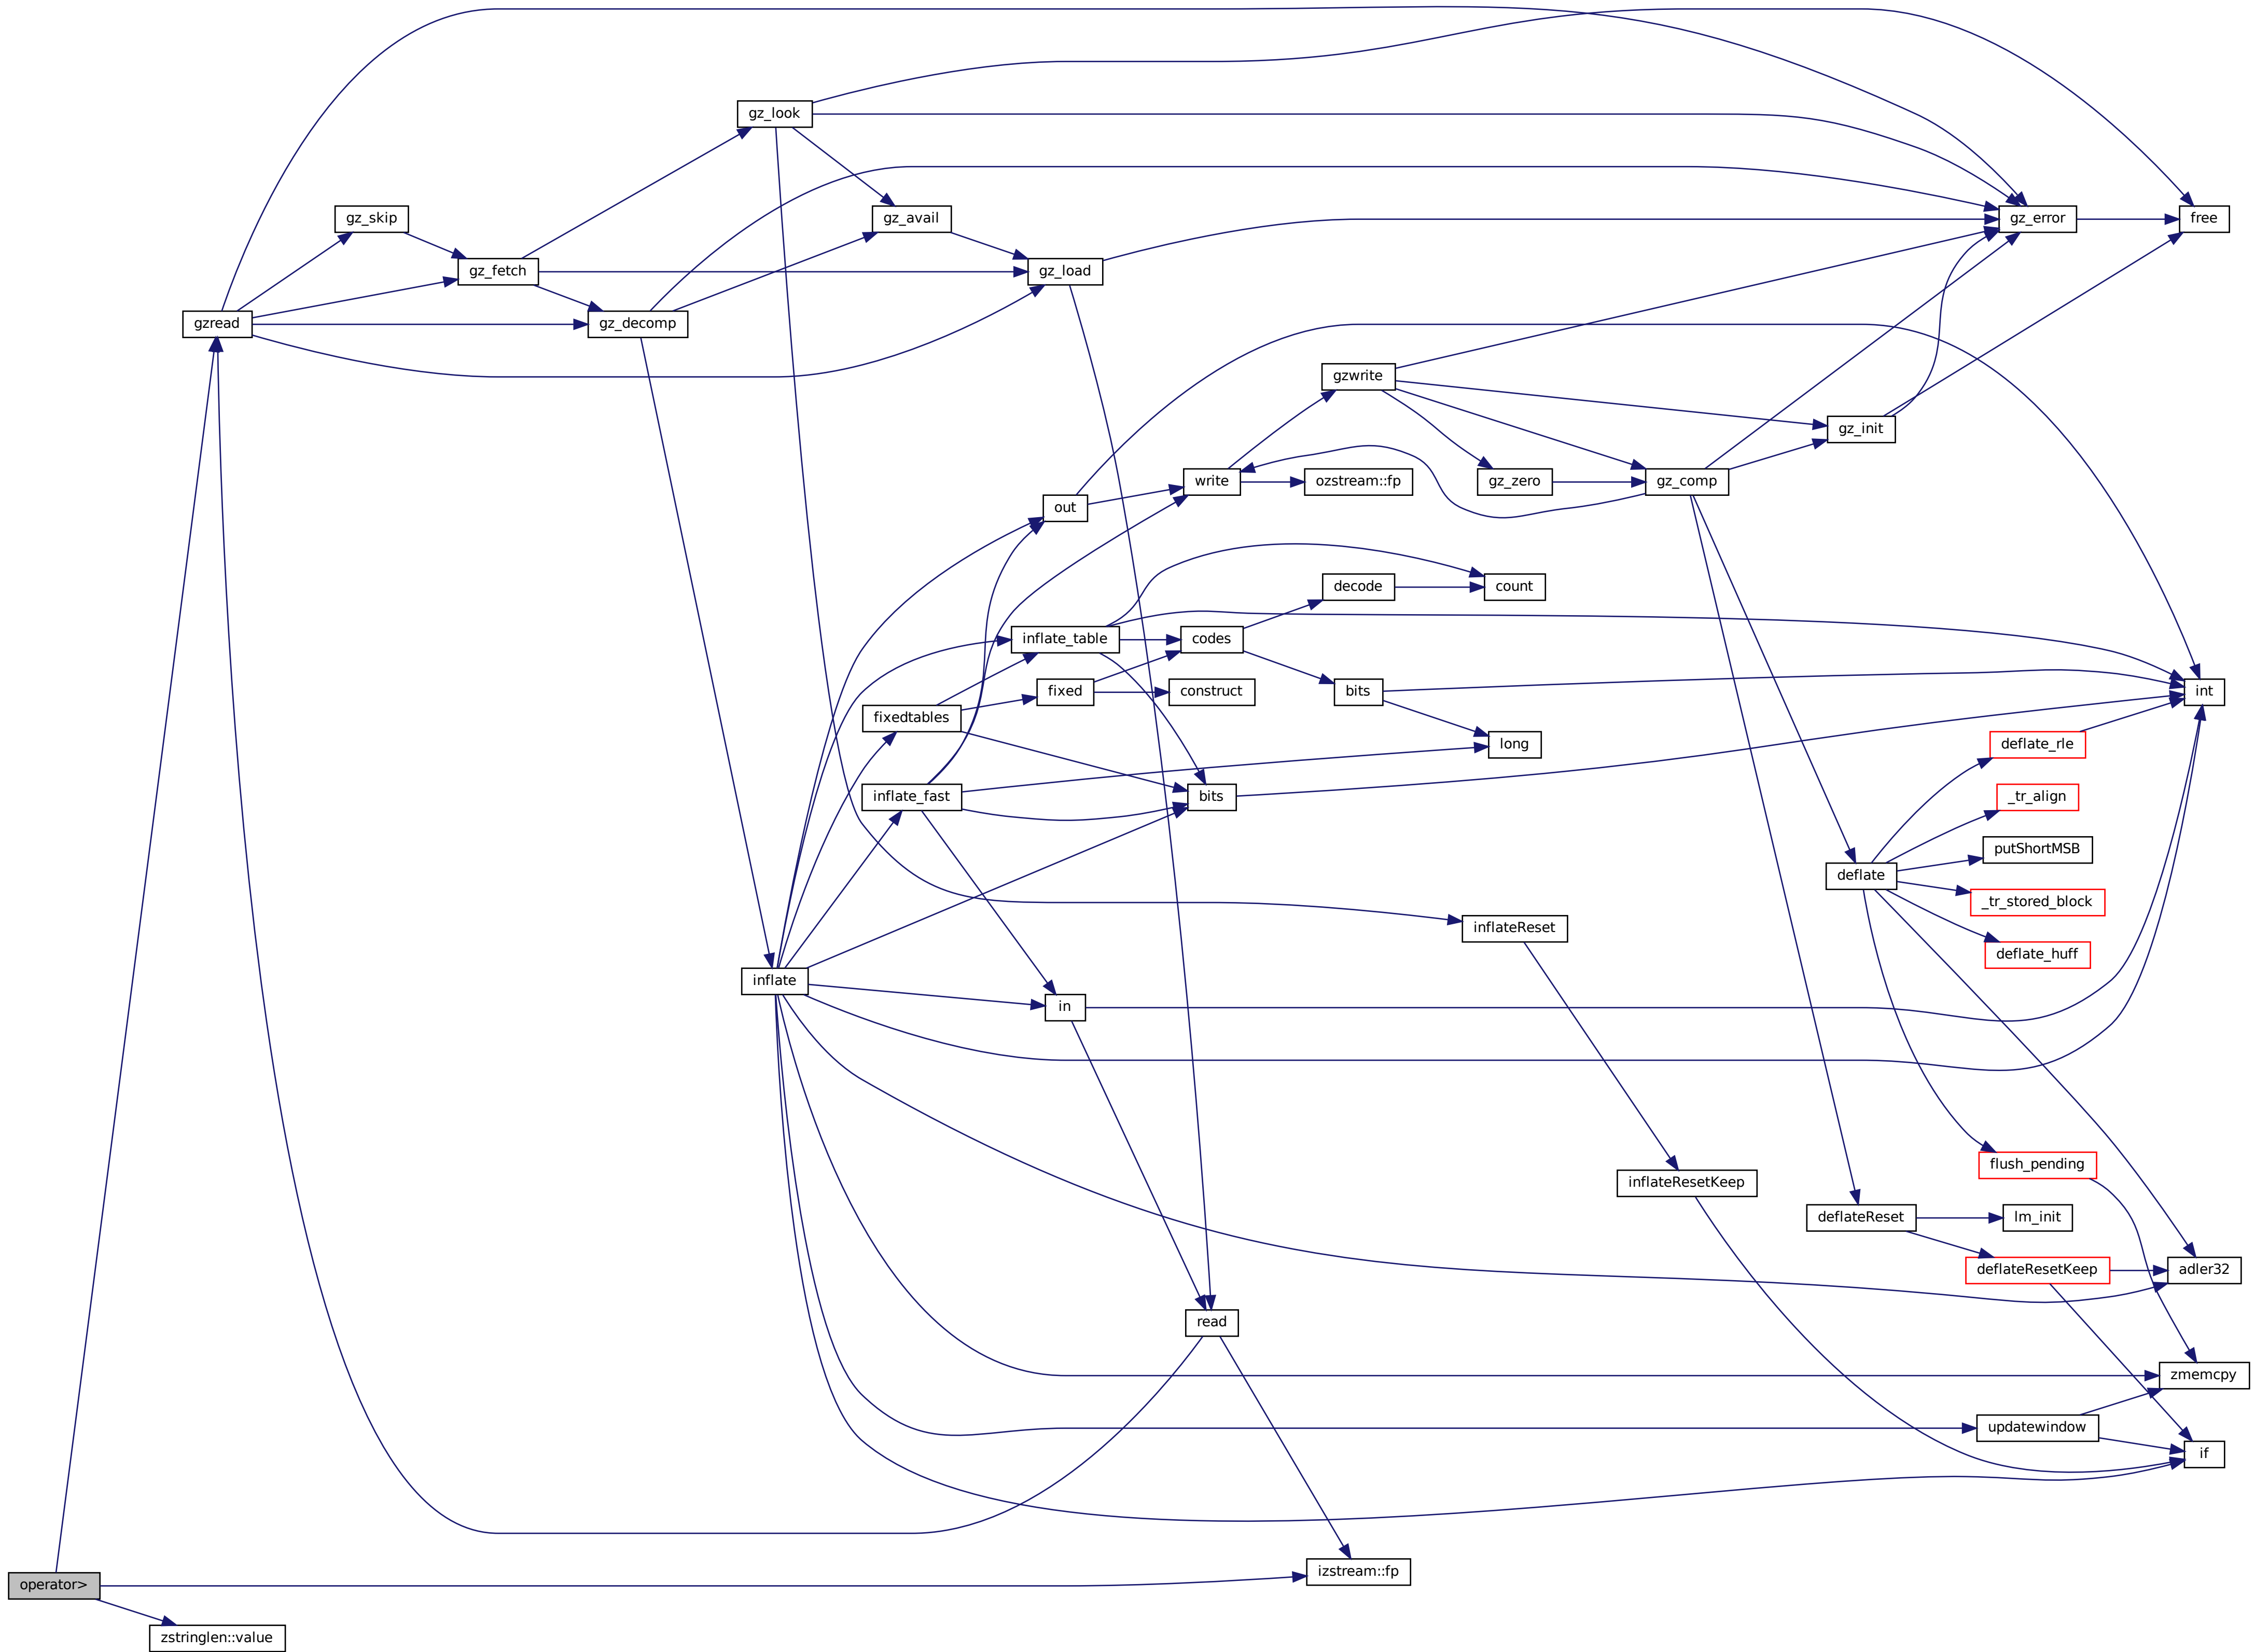 gz_look
gz_skip
gz_avail
gz_error
free
gz_fetch
gz_load
gzread
gz_decomp
gzwrite
gz_init
write
ozstream::fp
gz_zero
gz_comp
out
decode
count
inflate_table
codes
fixed
construct
bits
int
fixedtables
long
deflate_rle
inflate_fast
bits
_tr_align
putShortMSB
deflate
_tr_stored_block
inflateReset
deflate_huff
inflate
in
flush_pending
inflateResetKeep
deflateReset
lm_init
deflateResetKeep
adler32
read
zmemcpy
updatewindow
if
izstream::fp
operator>
zstringlen::value